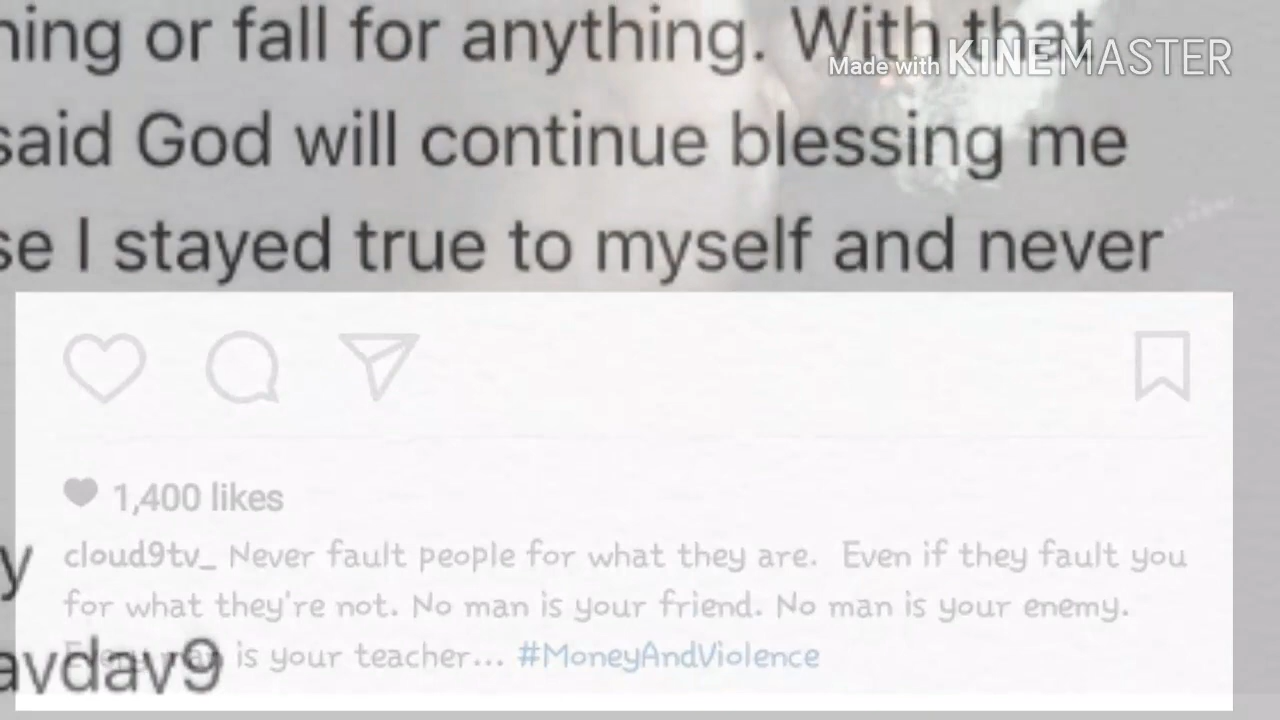 ning or fall for anything. With that
Made with KINEMASTER
said God will continue blessing me
se I stayed true to myself and never
1,400 likes
cloud9tv_ Never fault people for what they are. Even if they fault you
for what they're not. No man is your friend. No man is your enemy.
is your teacher... #MoneyAndViolence
y
avdav9